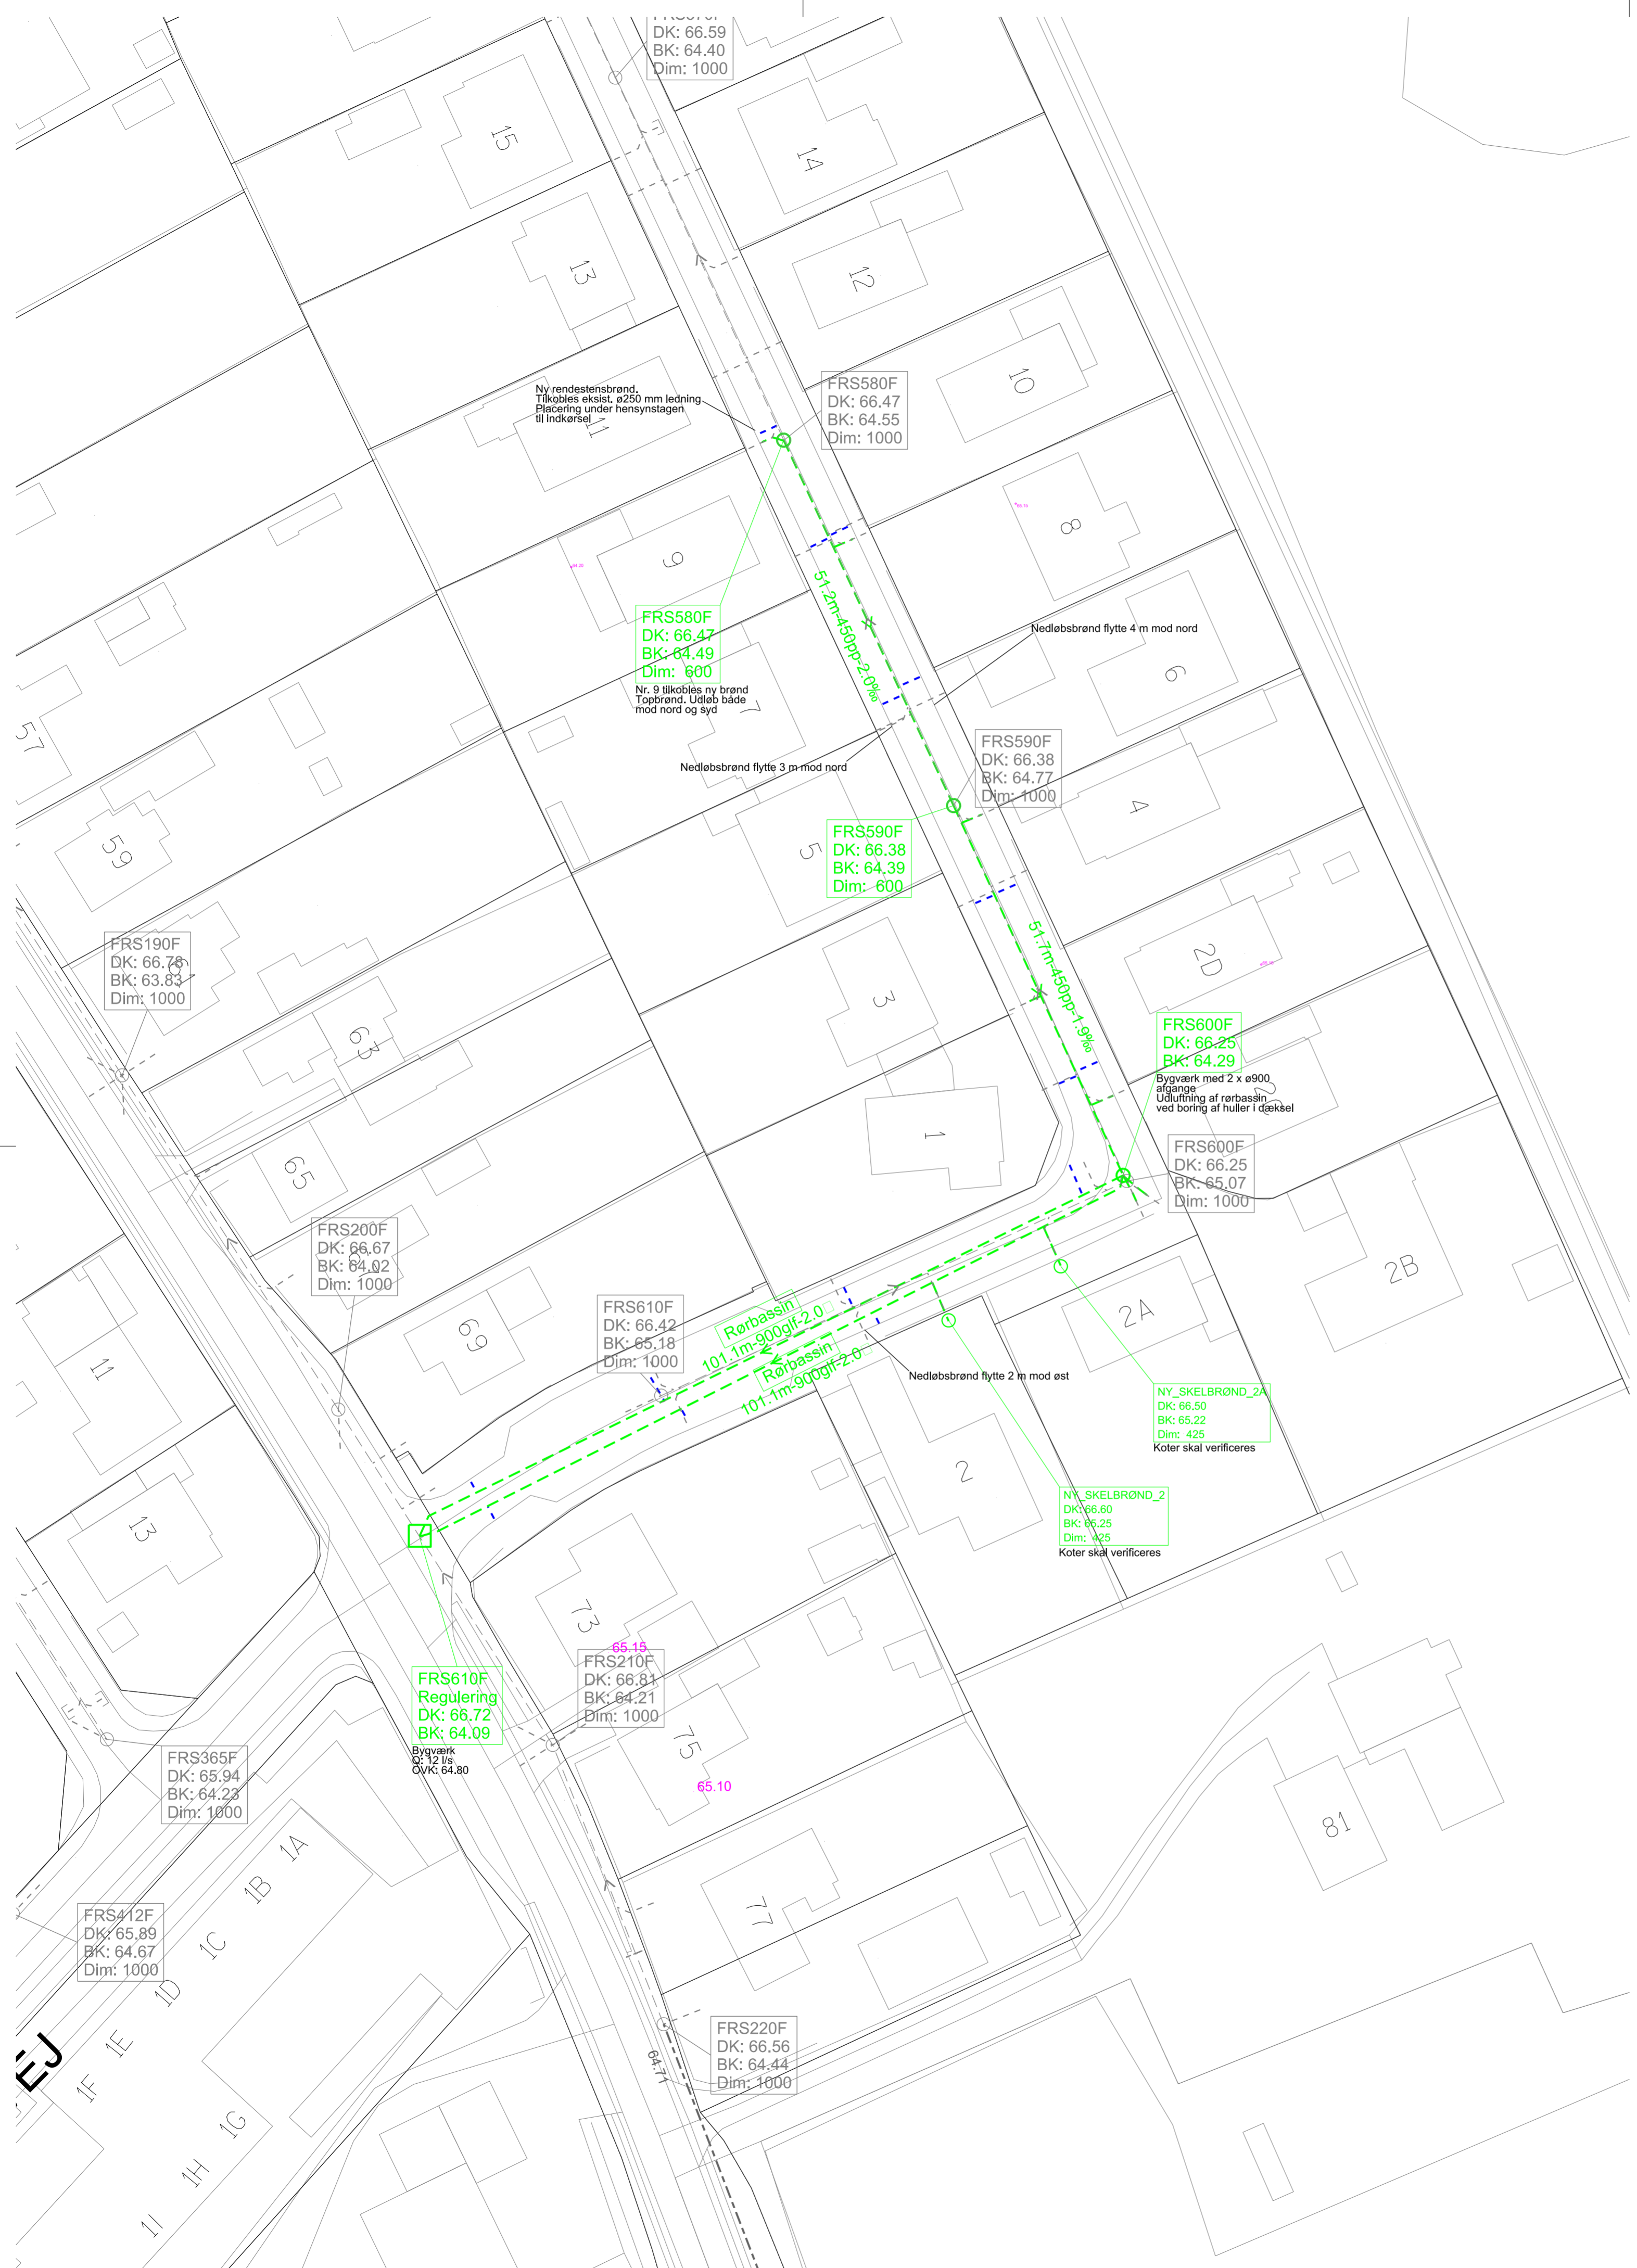 DK: 66.59
BK: 64.40
Dim: 1000
15
14
13
12
10
Ny rendestensbrønd.
Tilkobles eksist. ø250 mm ledning
Placering under hensynstagen
til indkørsel
11
FRS580F
DK: 66.47
BK: 64.55
Dim: 1000
8
9
FRS580F
DK: 66.47
BK: 64.49
Dim: 600
Nr. 9 tilkobles ny brønd
Topbrønd. Udløb både
mod nord og syd
51.2m-450pp-2.0‰
Nedløbsbrønd flytte 4 m mod nord
6
7
57
Nedløbsbrønd flytte 3 m mod nord
FRS590F
DK: 66.38
BK: 64.77
Dim: 1000
4
59
5
FRS590F
DK: 66.38
BK: 64.39
Dim: 600
FRS190F
DK: 66.78
BK: 63.83
Dim: 1000
61
51.7m-450pp-1.9‰
2D
3
63
FRS600F
DK: 66.25
BK: 64.29
Bygværk med 2 x ø900
afgange
Udluftning af rørbassin
ved boring af huller i dæksel
2C
1
65
FRS600F
DK: 66.25
BK: 65.07
Dim: 1000
FRS200F
DK: 66.67
BK: 64.02
Dim: 1000
2B
2A
FRS610F
DK: 66.42
BK: 65.18
Dim: 1000
69
Rørbassin
101.1m-900glf-2.0
Rørbassin
101.1m-900glf-2.0
Nedløbsbrønd flytte 2 m mod øst
11
NY_SKELBRØND_2A
DK: 66.50
BK: 65.22
Dim: 425
Koter skal verificeres
2
NY_SKELBRØND_2
DK: 66.60
BK: 65.25
Dim: 425
Koter skal verificeres
13
73
65.15
FRS210F
DK: 66.81
BK: 64.21
Dim: 1000
FRS610F
Regulering
DK: 66.72
BK: 64.09
Bygværk
Q: 12 l/s
OVK: 64.80
75
65.10
FRS365F
DK: 65.94
BK: 64.23
Dim: 1000
81
1A
1B
77
FRS412F
DK: 65.89
BK: 64.67
Dim: 1000
1C
1D
1E
1F
FRS220F
DK: 66.56
BK: 64.44
Dim: 1000
64.71
EJ
1G
1H
1I